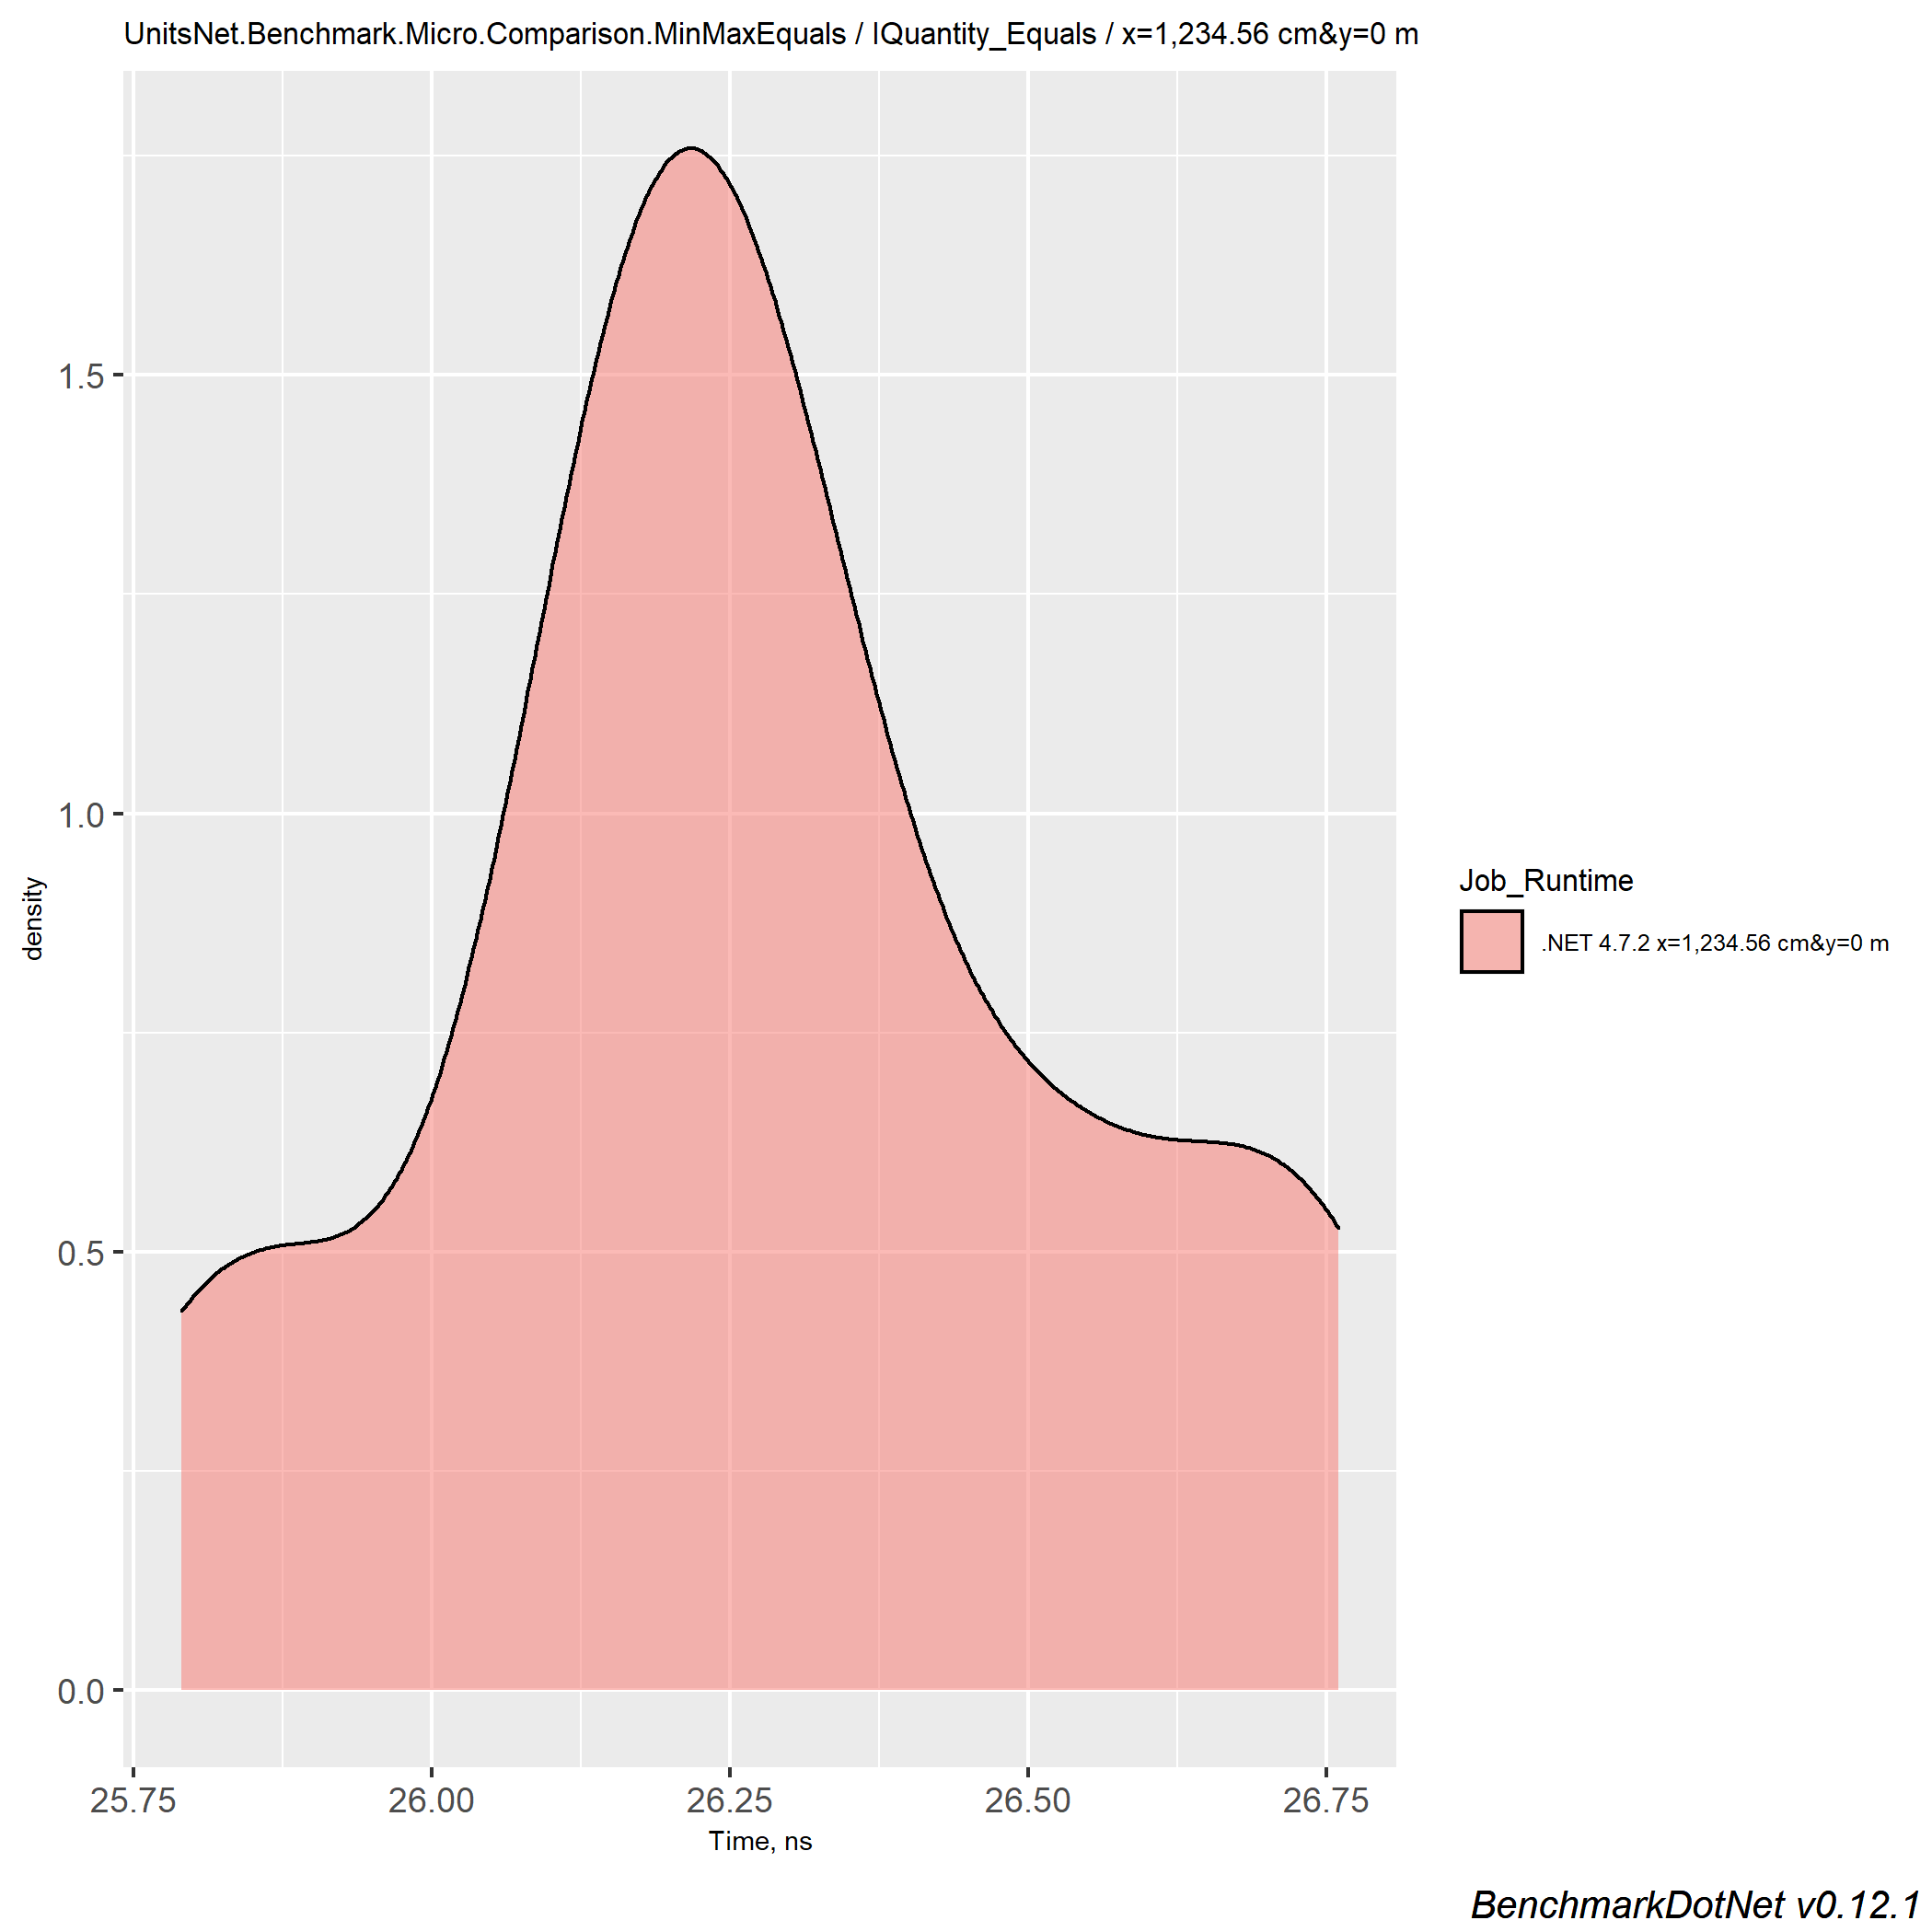 UnitsNet.Benchmark.Micro.Comparison.MinMaxEquals / IQuantity_Equals / x=1,234.56 cm&y=0 m
1.5
1.0
0.5
0.0
density
25.75 26.00 26.25 26.50 26.75
Time, ns
Job_Runtime
.NET 4.7.2 x=1,234.56 cm&y=0 m
BenchmarkDotNet v0.12.1